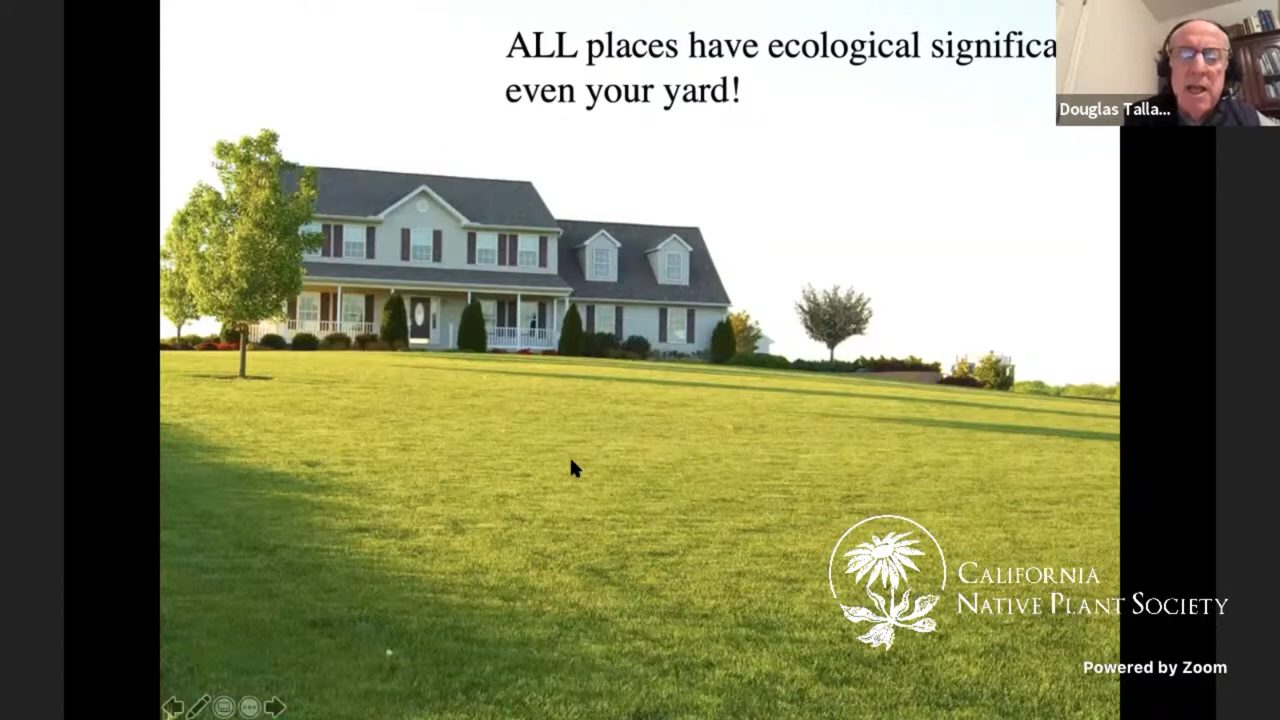 ALL places have ecological significa
even your yard!
Douglas Talla...
CALIFORNIA
NATIVE PLANT SOCIETY
Powered by Zoom